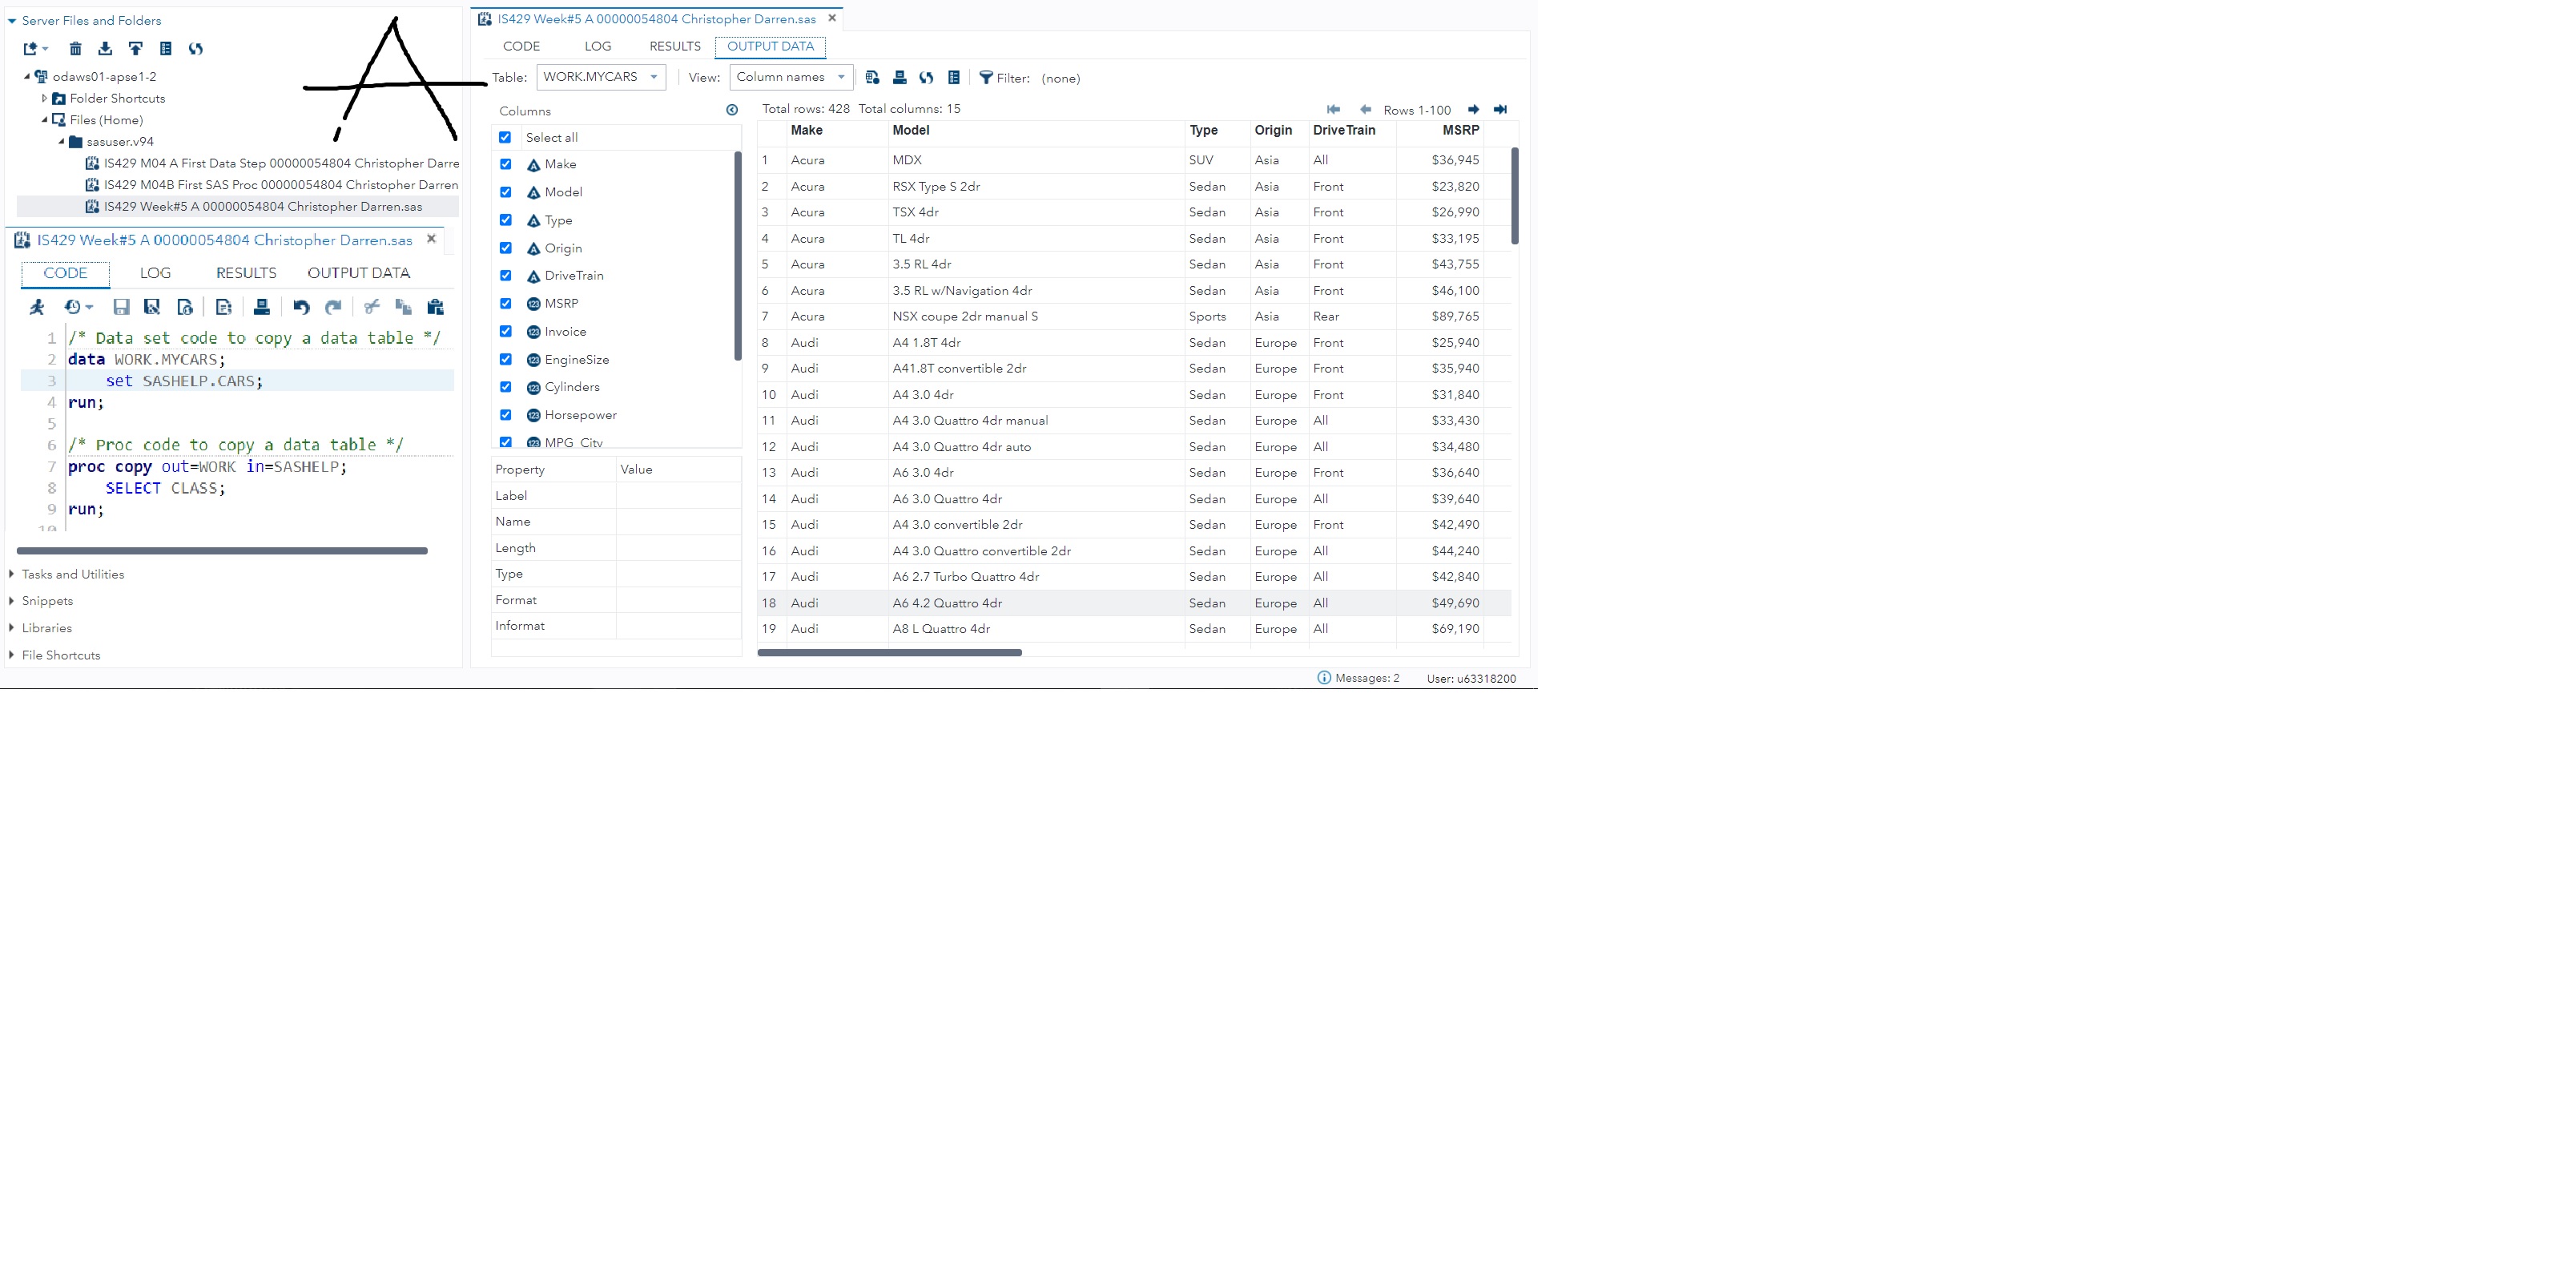 Server Files and Folders
odaws01-apse1-2
Folder Shortcuts
Files (Home)
sasuser.v94
IS429 M04 A First Data Step 00000054804 Christopher Darre
IS429 M04B First SAS Proc 00000054804 Christopher Darren
IS429 Week#5 A 00000054804 Christopher Darren.sas
A
IS429 Week#5 A 00000054804 Christopher Darren.sas
CODE LOG RESULTS OUTPUT DATA
1 /* Data set code to copy a data table */
2 data WORK.MYCARS;
3 set SASHELP.CARS;
4 run;
5
6 /* Proc code to copy a data table */
7 proc copy out=WORK in=SASHELP;
8 SELECT CLASS;
9 run;
10
Tasks and Utilities
Snippets
Libraries
File Shortcuts
IS429 Week#5 A 00000054804 Christopher Darren.sas
CODE LOG RESULTS OUTPUT DATA
Table: WORK.MYCARS View: Column names Filter: (none)
Columns
Select all
Make
Model
Type
Origin
DriveTrain
MSRP
Invoice
EngineSize
Cylinders
Horsepower
MPG_City
Property Value
Label
Name
Length
Type
Format
Informat
Total rows: 428 Total columns: 15 Rows 1-100
Make Model Type Origin DriveTrain MSRP
1 Acura MDX SUV Asia All $36,945
2 Acura RSX Type S 2dr Sedan Asia Front $23,820
3 Acura TSX 4dr Sedan Asia Front $26,990
4 Acura TL 4dr Sedan Asia Front $33,195
5 Acura 3.5 RL 4dr Sedan Asia Front $43,755
6 Acura 3.5 RL w/Navigation 4dr Sedan Asia Front $46,100
7 Acura NSX coupe 2dr manual S Sports Asia Rear $89,765
8 Audi A4 1.8T 4dr Sedan Europe Front $25,940
9 Audi A41.8T convertible 2dr Sedan Europe Front $35,940
10 Audi A4 3.0 4dr Sedan Europe Front $31,840
11 Audi A4 3.0 Quattro 4dr manual Sedan Europe All $33,430
12 Audi A4 3.0 Quattro 4dr auto Sedan Europe All $34,480
13 Audi A6 3.0 4dr Sedan Europe Front $36,640
14 Audi A6 3.0 Quattro 4dr Sedan Europe All $39,640
15 Audi A4 3.0 convertible 2dr Sedan Europe Front $42,490
16 Audi A4 3.0 Quattro convertible 2dr Sedan Europe All $44,240
17 Audi A6 2.7 Turbo Quattro 4dr Sedan Europe All $42,840
18 Audi A6 4.2 Quattro 4dr Sedan Europe All $49,690
19 Audi A8 L Quattro 4dr Sedan Europe All $69,190
Messages: 2 User: u63318200